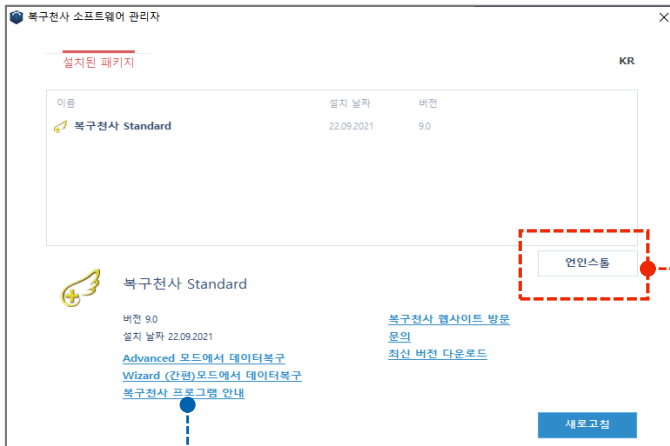 복구천사 소프트웨어 관리자
설치된 패키지
KR
이름 설치 날짜 버전
복구천사 Standard 22.09.2021 9.0
언인스톨
복구천사 Standard
버전 9.0
설치 날짜 22.09.2021
Advanced 모드에서 데이터복구
Wizard (간편)모드에서 데이터복구
복구천사 프로그램 안내
복구천사 웹사이트 방문
문의
최신 버전 다운로드
새로고침